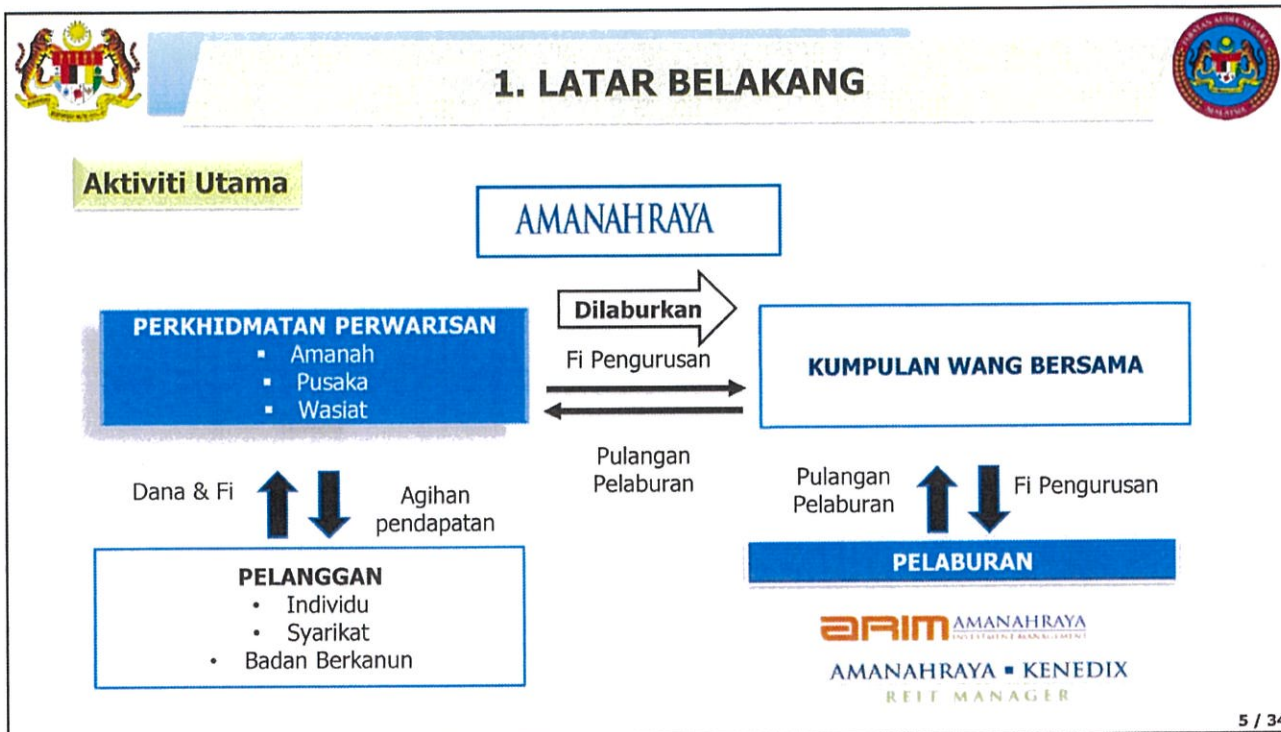 1. LATAR BELAKANG
Aktiviti Utama
AMANAHRAYA
PERKHIDMATAN PERWARISAN
▪ Amanah
▪ Pusaka
▪ Wasiat
Dilaburkan
Fi Pengurusan
Pulangan
Pelaburan
KUMPULAN WANG BERSAMA
Dana & Fi
Agihan
pendapatan
Pulangan
Pelaburan
Fi Pengurusan
PELANGGAN
• Individu
• Syarikat
• Badan Berkanun
PELABURAN
ARIM AMANAHRAYA
INVESTMENT MANAGEMENT
AMANAHRAYA ▪ KENEDIX
REIT MANAGER
5 / 34